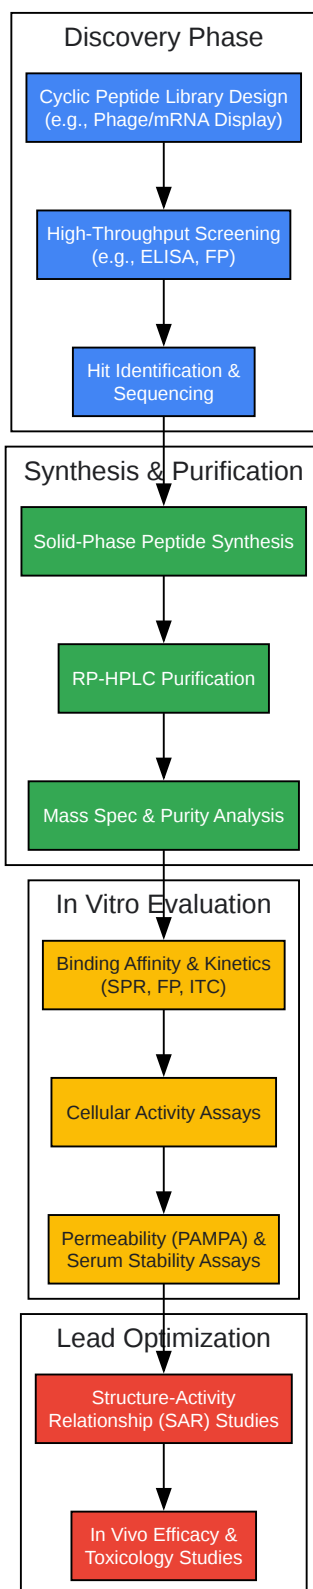 Discovery Phase
Cyclic Peptide Library Design
(e.g., Phage/mRNA Display)
High-Throughput Screening
(e.g., ELISA, FP)
Hit Identification &
Sequencing
Synthesis & Purification
Solid-Phase Peptide Synthesis
RP-HPLC Purification
Mass Spec & Purity Analysis
In Vitro Evaluation
Binding Affinity & Kinetics
(SPR, FP, ITC)
Cellular Activity Assays
Permeability (PAMPA) &
Serum Stability Assays
Lead Optimization
Structure-Activity
Relationship (SAR) Studies
In Vivo Efficacy &
Toxicology Studies